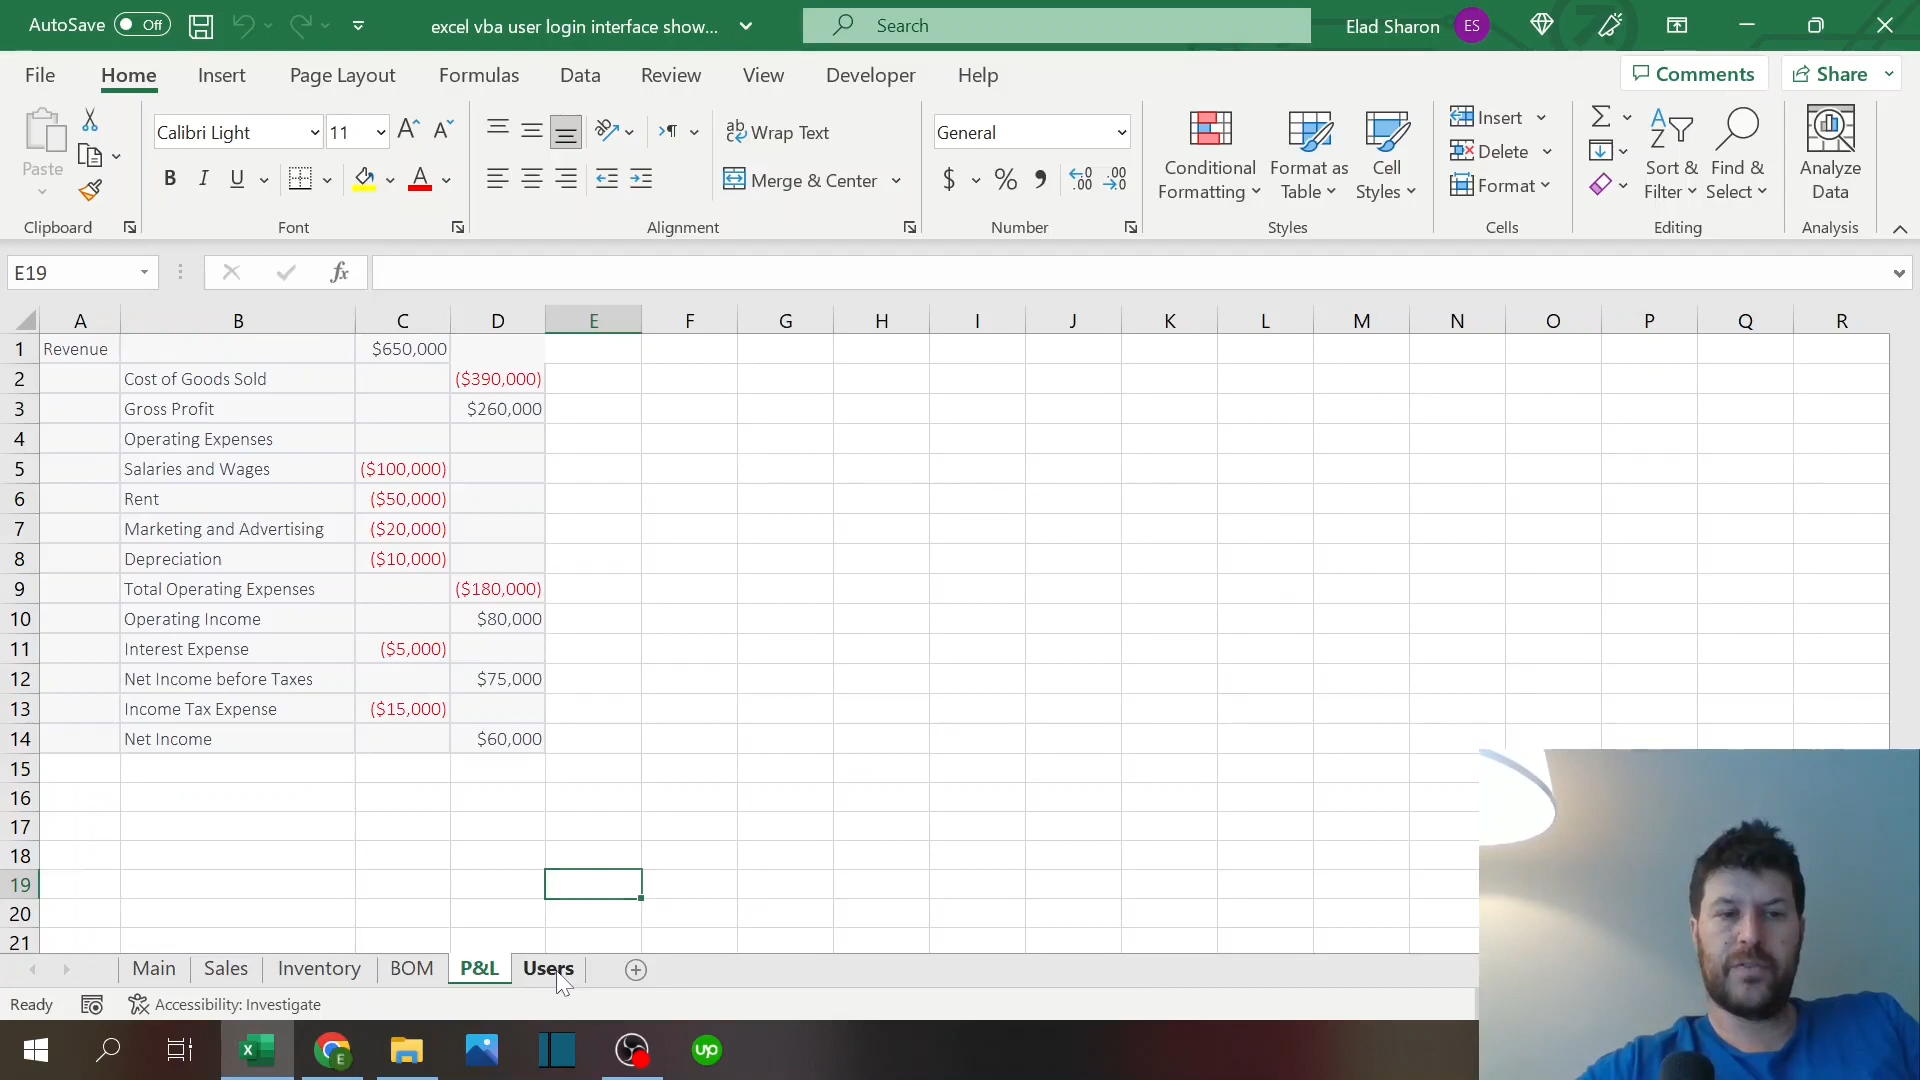 AutoSave Off excel vba user login interface show... Search Elad Sharon ES
File Home Insert Page Layout Formulas Data Review View Developer Help Comments Share
Paste
Clipboard
Calibri Light 11
B I U A
Font
ab Wrap Text
Merge & Center
Alignment
General
$ % 9 .00 .00
Number
Conditional Formatting
Format as Table
Cell Styles
Styles
Insert
Delete
Format
Cells
Sort & Filter
Find & Select
Editing
Analyze Data
Analysis
E19 fx
A B C D E F G H I J K L M N O P Q R
1 Revenue $650,000
2 Cost of Goods Sold ($390,000)
3 Gross Profit $260,000
4 Operating Expenses
5 Salaries and Wages ($100,000)
6 Rent ($50,000)
7 Marketing and Advertising ($20,000)
8 Depreciation ($10,000)
9 Total Operating Expenses ($180,000)
10 Operating Income $80,000
11 Interest Expense ($5,000)
12 Net Income before Taxes $75,000
13 Income Tax Expense ($15,000)
14 Net Income $60,000
15
16
17
18
19
20
21
Main Sales Inventory BOM P&L Users
Ready Accessibility: Investigate
X E up